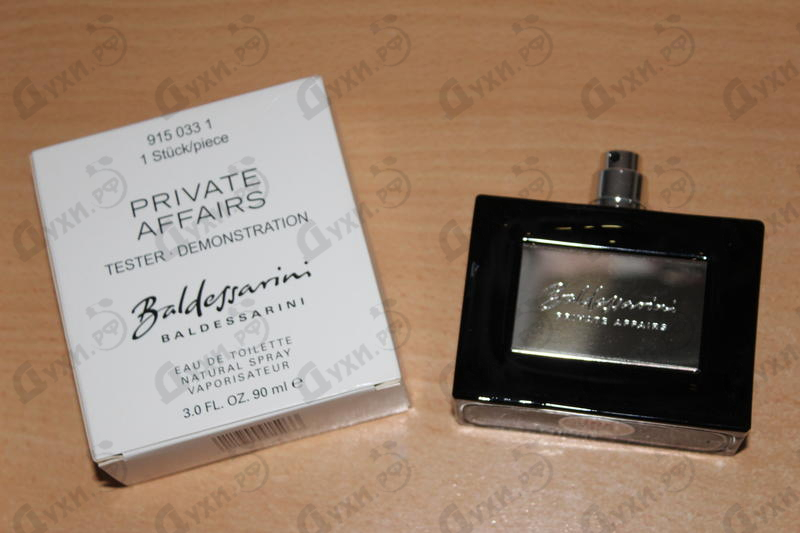 915 033 1
1 Stück/piece
PRIVATE
AFFAIRS
TESTER · DEMONSTRATION
Baldessarini
BALDESSARINI
EAU DE TOILETTE
NATURAL SPRAY
VAPORISATEUR
3.0 FL. OZ. 90 ml ℮
Baldessarini
PRIVATE AFFAIRS
Духи.РФ